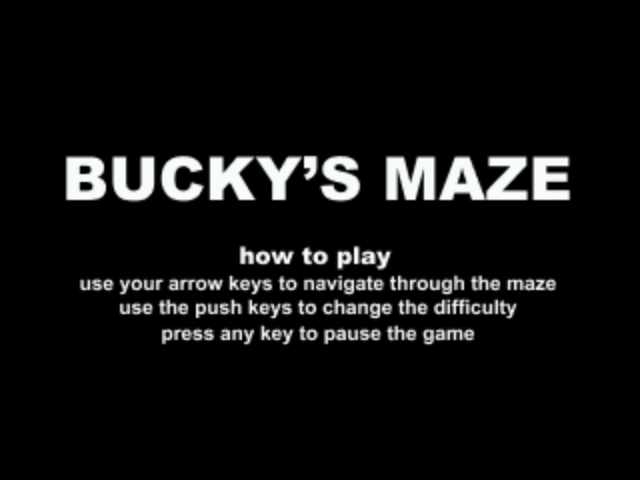 BUCKY’S MAZE
how to play
use your arrow keys to navigate through the maze
use the push keys to change the difficulty
press any key to pause the game